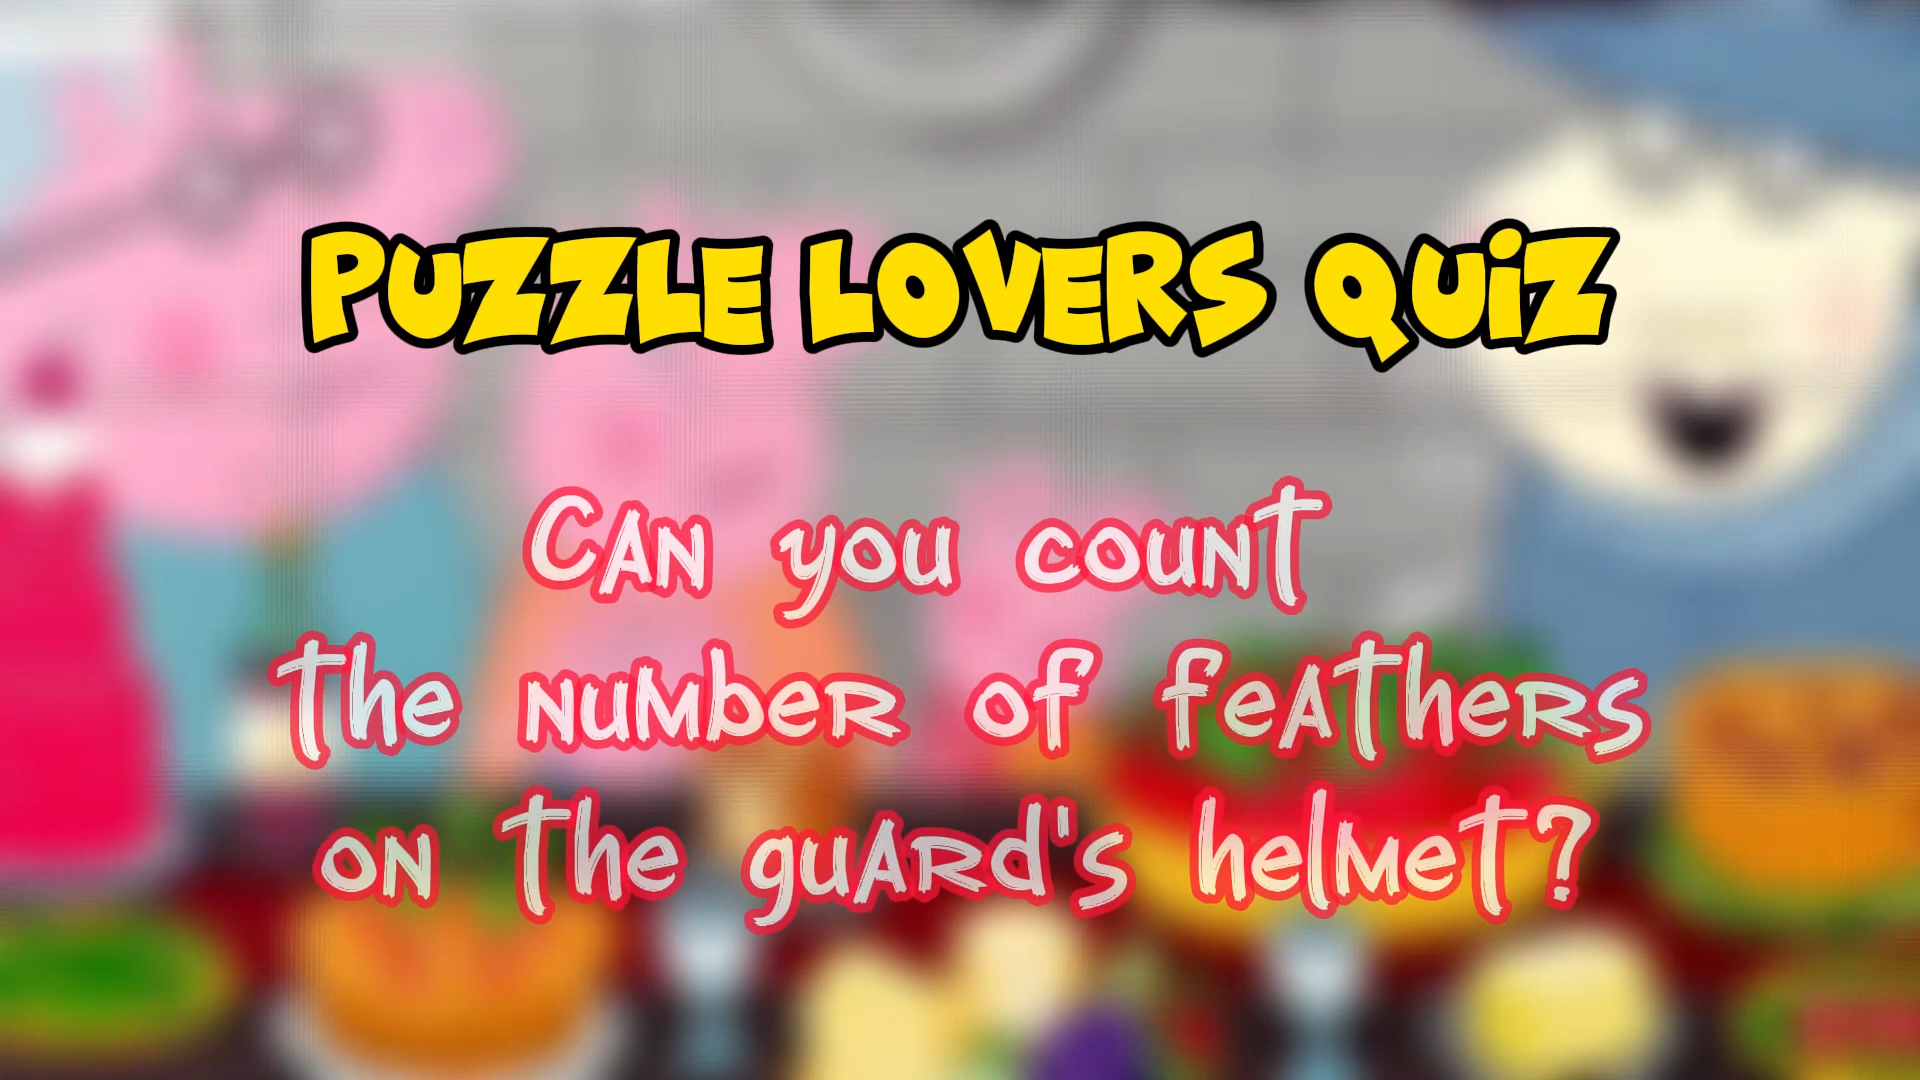 PUZZLE LOVERS QUIZ
Can you count
the number of feathers
on the guard's helmet?